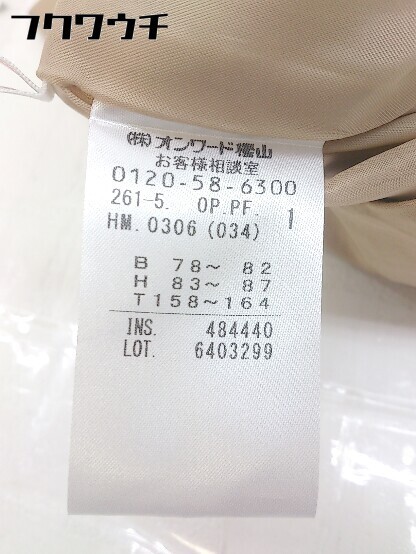 フクワウチ
(株)オンワード樫山
お客様相談室
0120-58-6300
261-5. OP.PF. 1
HM. 0306 (034)
B 78～ 82
H 83～ 87
T 158～164
INS. 484440
LOT. 6403299